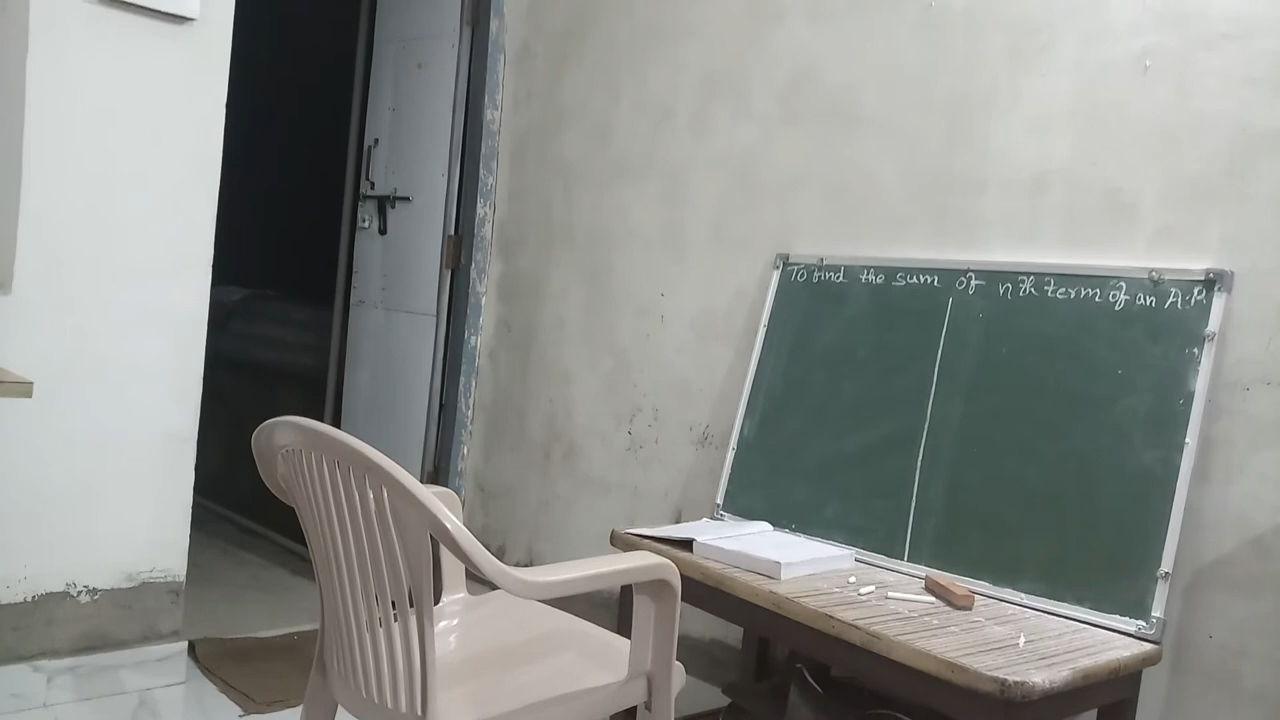 To find the sum of nth term of an A.P.